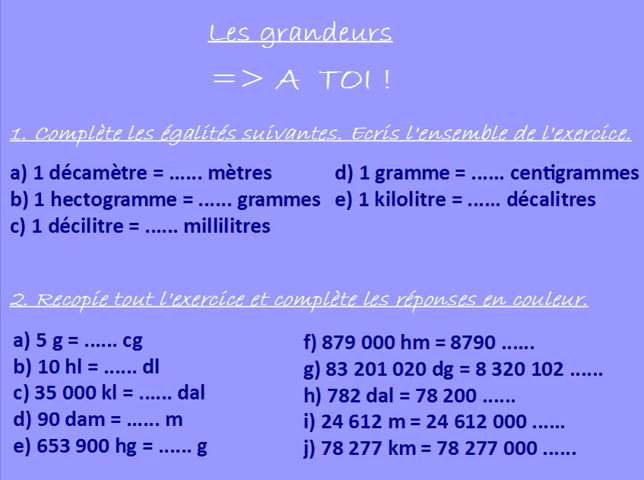 Les grandeurs
=> A TOI !
1. Complète les égalités suivantes. Ecris l'ensemble de l'exercice.
a) 1 décamètre = ...... mètres
b) 1 hectogramme = ...... grammes
c) 1 décilitre = ...... millilitres
d) 1 gramme = ...... centigrammes
e) 1 kilolitre = ...... décalitres
2. Recopie tout l'exercice et complète les réponses en couleur.
a) 5 g = ...... cg
b) 10 hl = ...... dl
c) 35 000 kl = ...... dal
d) 90 dam = ...... m
e) 653 900 hg = ...... g
f) 879 000 hm = 8790 ......
g) 83 201 020 dg = 8 320 102 ......
h) 782 dal = 78 200 ......
i) 24 612 m = 24 612 000 ......
j) 78 277 km = 78 277 000 ......